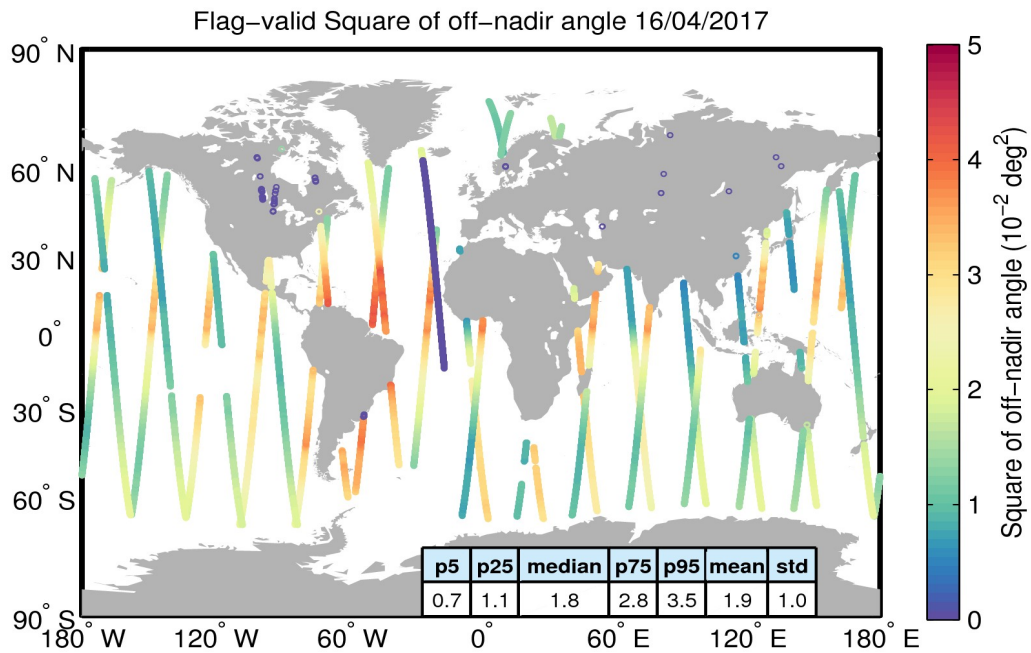 Flag−valid Square of off−nadir angle 16/04/2017
90° N
60° N
30° N
0°
30° S
60° S
90° S
180° W
120° W
60° W
0°
60° E
120° E
180° E
p5 p25 median p75 p95 mean std
0.7 1.1 1.8 2.8 3.5 1.9 1.0
5
4
3
2
1
0
Square of off−nadir angle (10⁻² deg²)